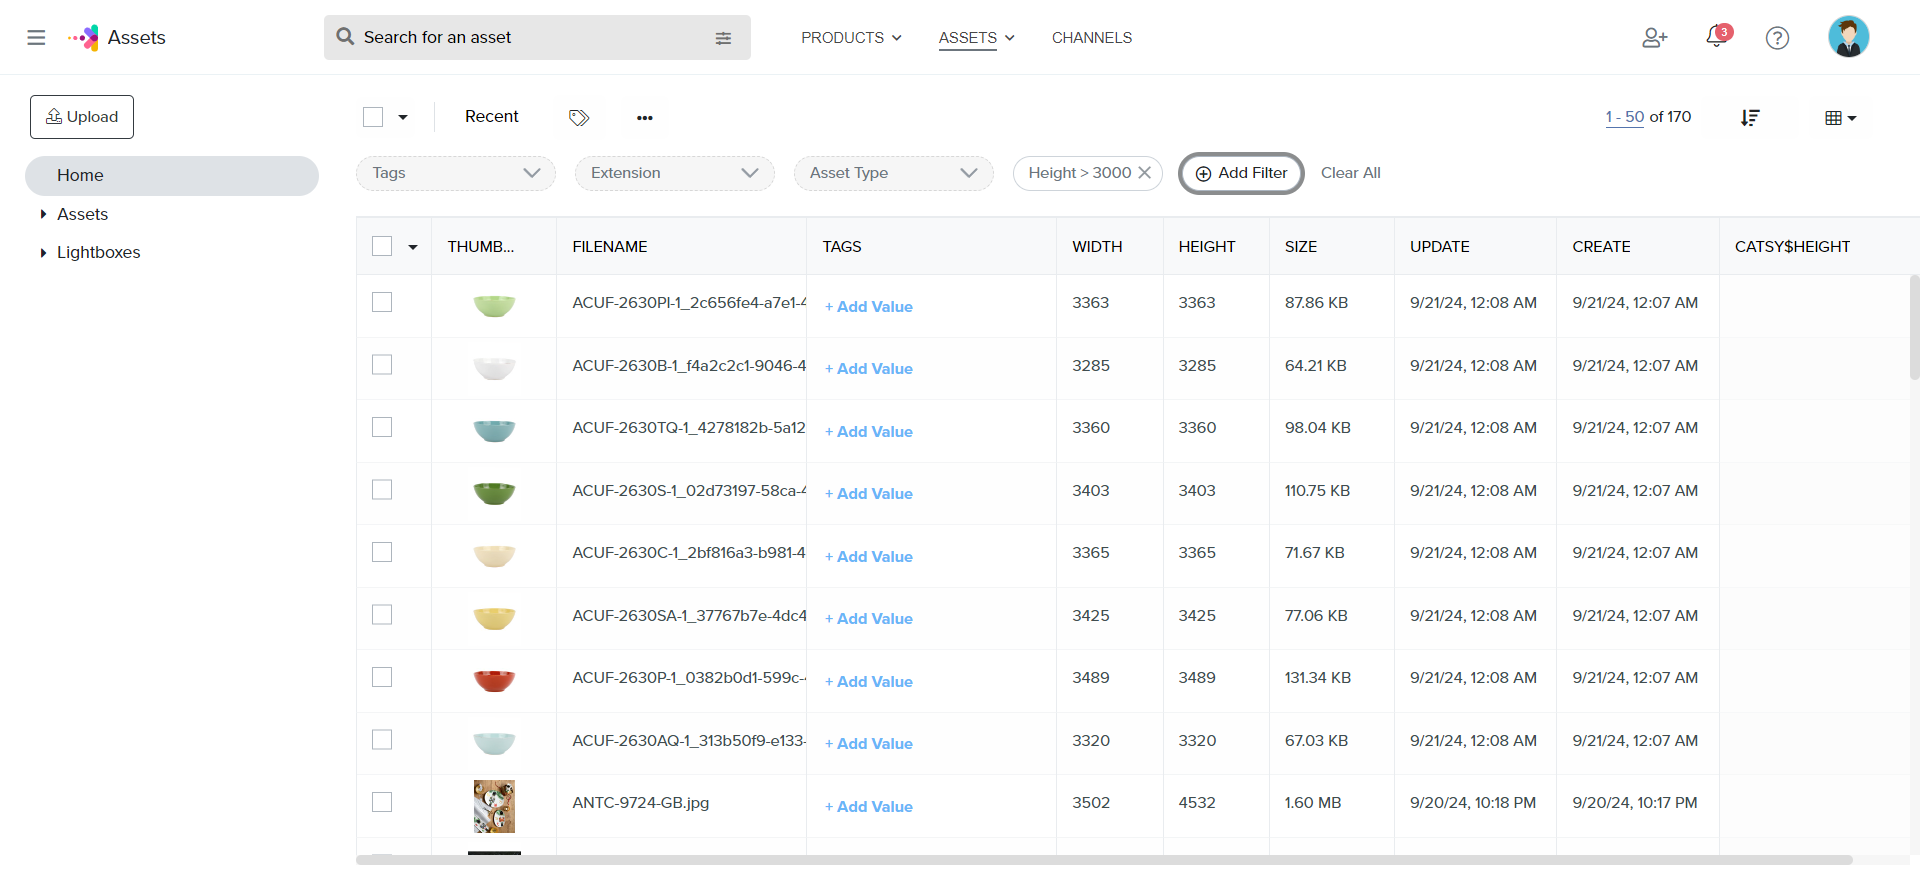 Assets
Search for an asset
PRODUCTS
ASSETS
CHANNELS
3
Upload
Recent
1 - 50 of 170
Home
Assets
Lightboxes
Tags
Extension
Asset Type
Height > 3000
Add Filter
Clear All
THUMB... FILENAME TAGS WIDTH HEIGHT SIZE UPDATE CREATE CATSY$HEIGHT
ACUF-2630PI-1_2c656fe4-a7e1-4 + Add Value 3363 3363 87.86 KB 9/21/24, 12:08 AM 9/21/24, 12:07 AM
ACUF-2630B-1_f4a2c2c1-9046-4 + Add Value 3285 3285 64.21 KB 9/21/24, 12:08 AM 9/21/24, 12:07 AM
ACUF-2630TQ-1_4278182b-5a12 + Add Value 3360 3360 98.04 KB 9/21/24, 12:08 AM 9/21/24, 12:07 AM
ACUF-2630S-1_02d73197-58ca-4 + Add Value 3403 3403 110.75 KB 9/21/24, 12:08 AM 9/21/24, 12:07 AM
ACUF-2630C-1_2bf816a3-b981-4 + Add Value 3365 3365 71.67 KB 9/21/24, 12:08 AM 9/21/24, 12:07 AM
ACUF-2630SA-1_37767b7e-4dc4 + Add Value 3425 3425 77.06 KB 9/21/24, 12:08 AM 9/21/24, 12:07 AM
ACUF-2630P-1_0382b0d1-599c- + Add Value 3489 3489 131.34 KB 9/21/24, 12:08 AM 9/21/24, 12:07 AM
ACUF-2630AQ-1_313b50f9-e133- + Add Value 3320 3320 67.03 KB 9/21/24, 12:08 AM 9/21/24, 12:07 AM
ANTC-9724-GB.jpg + Add Value 3502 4532 1.60 MB 9/20/24, 10:18 PM 9/20/24, 10:17 PM